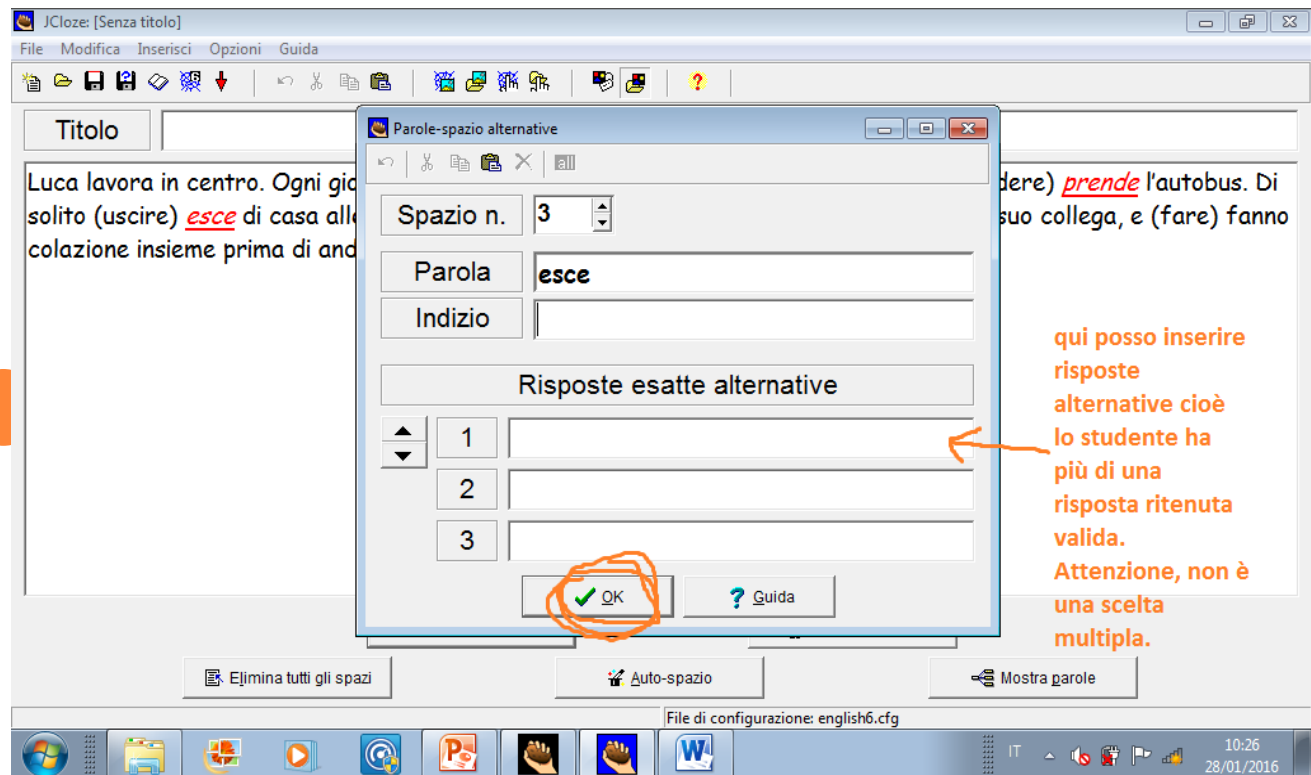 JCloze: [Senza titolo]
File Modifica Inserisci Opzioni Guida
Titolo
Luca lavora in centro. Ogni gio
dere) prende l'autobus. Di
solito (uscire) esce di casa alle
suo collega, e (fare) fanno
colazione insieme prima di and
Parole-spazio alternative
all
Spazio n. 3
Parola esce
Indizio
Risposte esatte alternative
1
2
3
OK
Guida
qui posso inserire
risposte
alternative cioè
lo studente ha
più di una
risposta ritenuta
valida.
Attenzione, non è
una scelta
multipla.
Elimina tutti gli spazi
Auto-spazio
Mostra parole
File di configurazione: english6.cfg
IT
10:26
28/01/2016